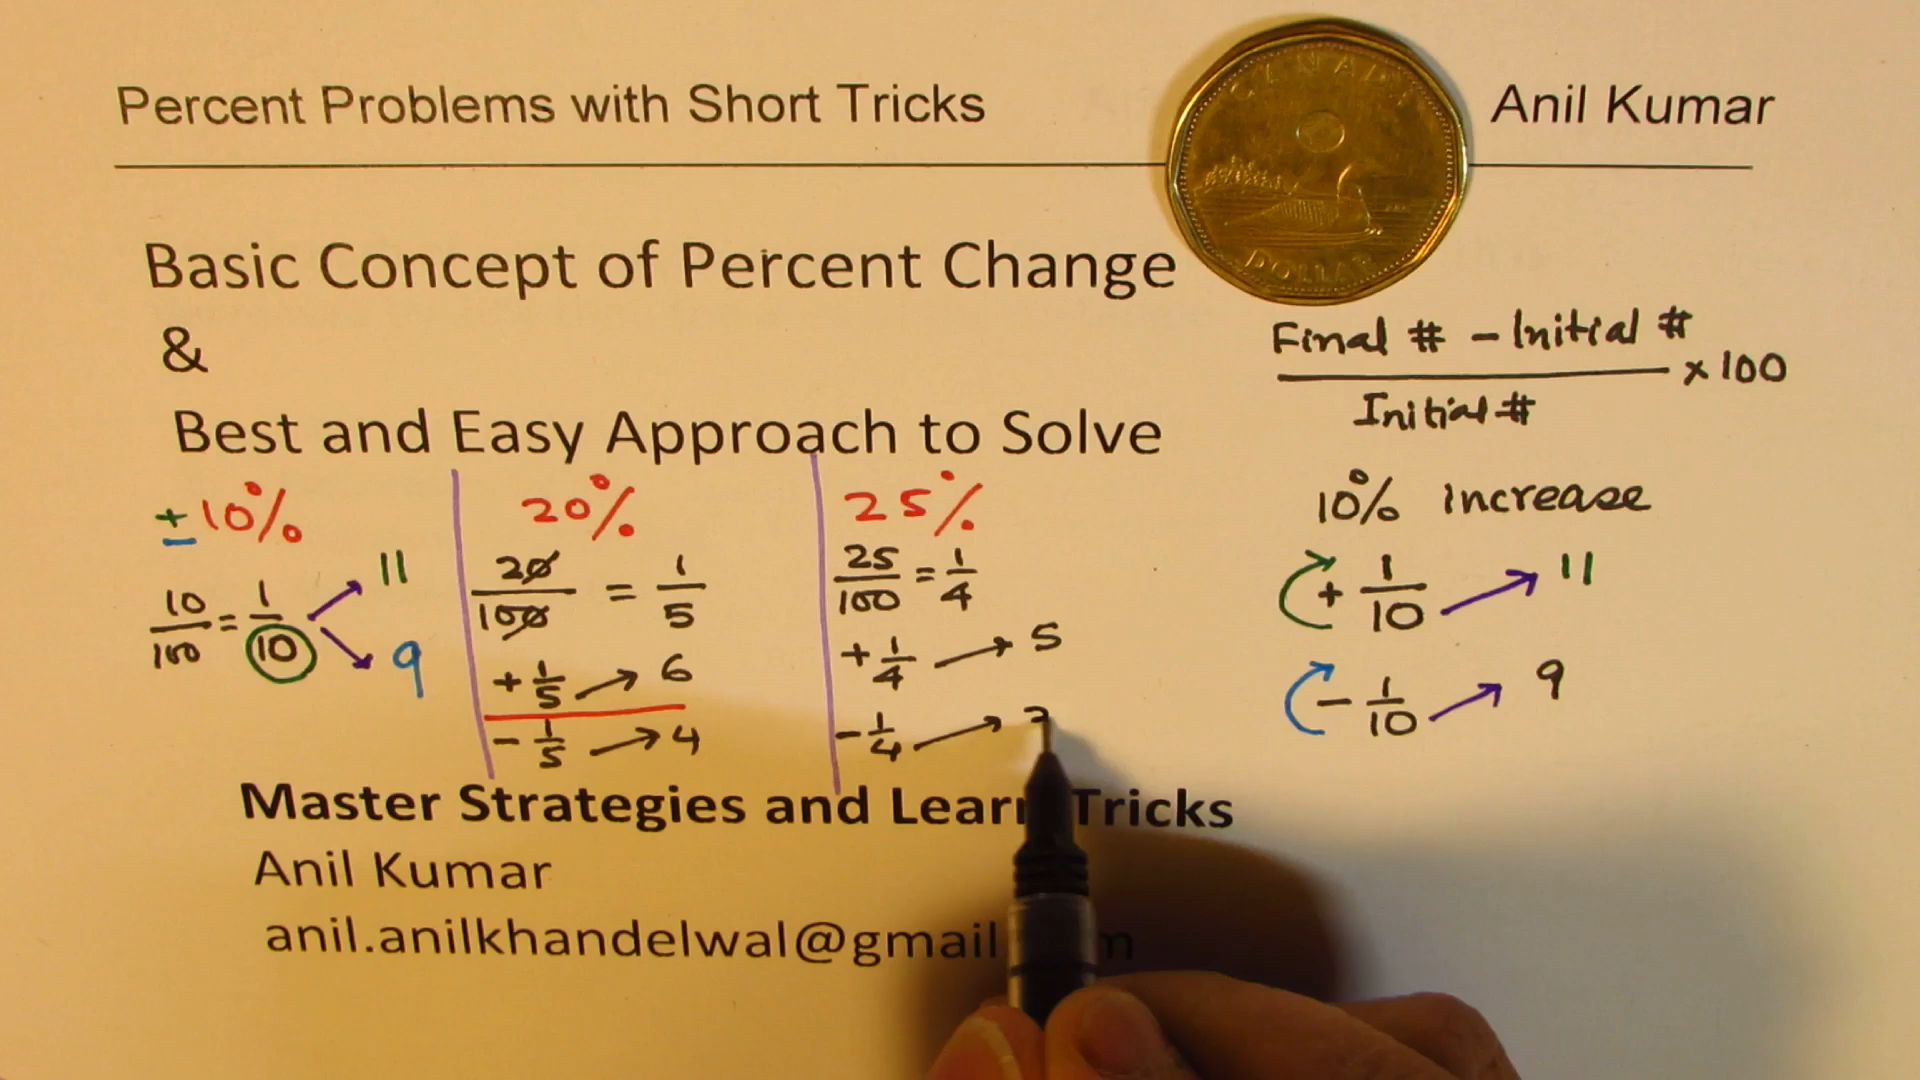 Percent Problems with Short Tricks
Anil Kumar
CANADA
DOLLAR
Basic Concept of Percent Change
&
Best and Easy Approach to Solve
Final # - Initial #
x 100
Initial #
± 10%
10/100 = 1/10
11
9
20%
20/100 = 1/5
+ 1/5 → 6
- 1/5 → 4
25%
25/100 = 1/4
+ 1/4 → 5
- 1/4 →
10% increase
+ 1/10 → 11
- 1/10 → 9
Master Strategies and Learn Tricks
Anil Kumar
anil.anilkhandelwal@gmail